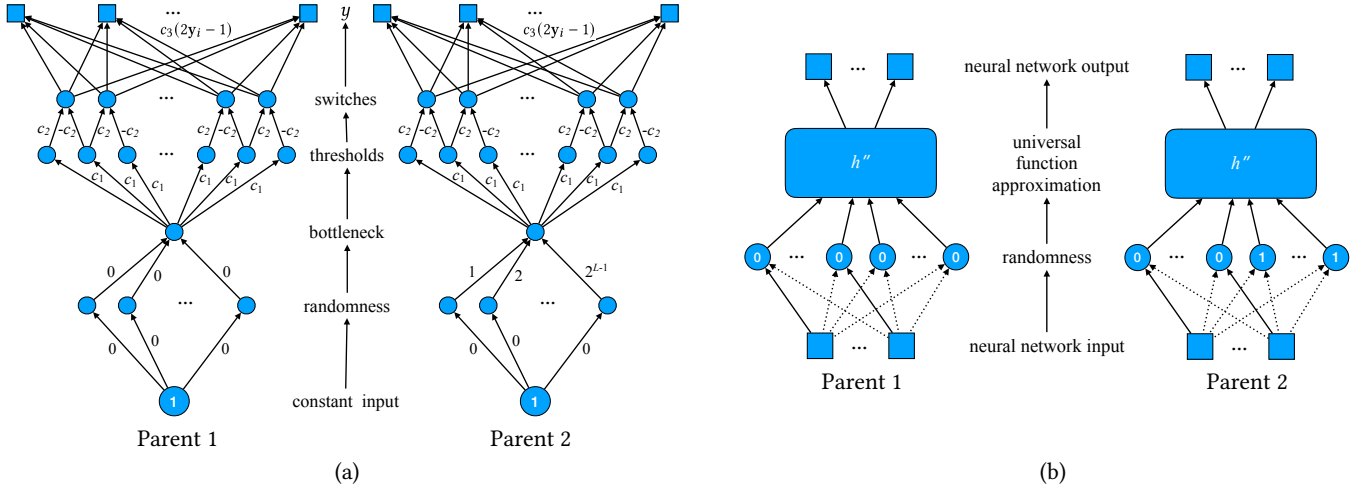 y
c₃(2yᵢ − 1)
c₃(2yᵢ − 1)
...
switches
...
c₂ -c₂ c₂ -c₂ c₂ -c₂ c₂ -c₂
c₂ -c₂ c₂ -c₂ c₂ -c₂ c₂ -c₂
...
thresholds
...
c₁ c₁ c₁ c₁ c₁ c₁
c₁ c₁ c₁ c₁ c₁ c₁
bottleneck
0 0 0
1 2 2^{L-1}
...
randomness
...
0 0 0
0 0 0
1
constant input
1
Parent 1
Parent 2
(a)
...
neural network output
...
h″
universal
function
approximation
h″
0 ... 0 0 ... 0
randomness
0 ... 0 1 ... 1
...
neural network input
...
Parent 1
Parent 2
(b)